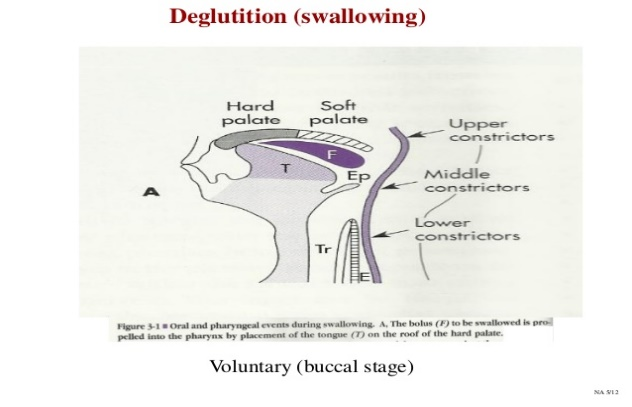 Deglutition (swallowing)
Hard palate
Soft palate
Upper constrictors
F
T
Ep
Middle constrictors
A
Lower constrictors
Tr
E
Figure 3-1 ■ Oral and pharyngeal events during swallowing. A, The bolus (F) to be swallowed is pro-
pelled into the pharynx by placement of the tongue (T) on the roof of the hard palate.
Voluntary (buccal stage)
NA 9/12